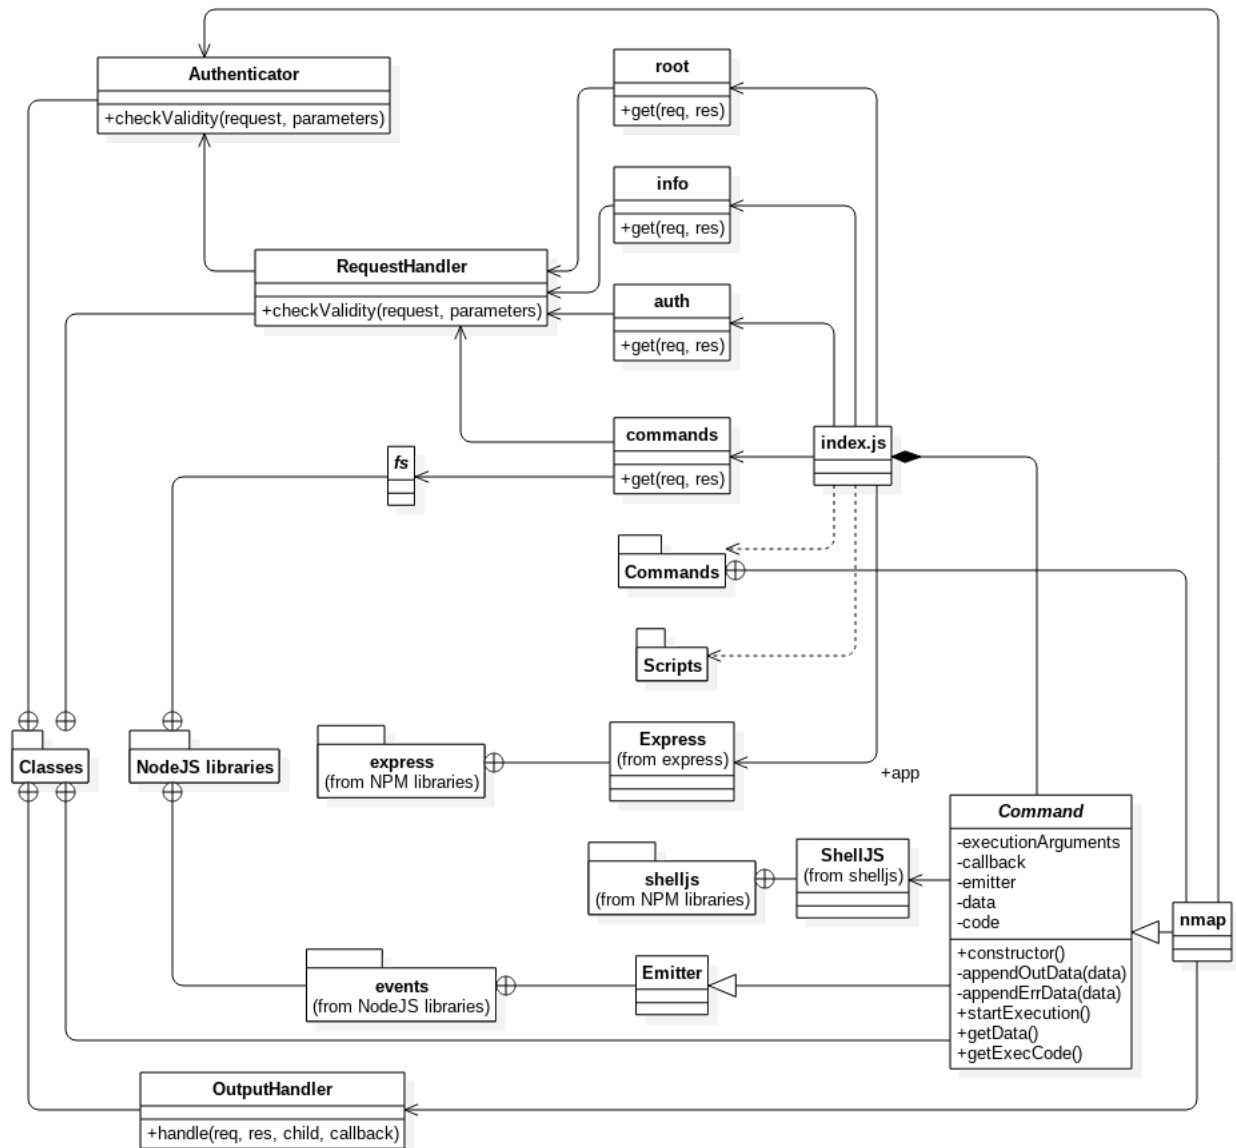 Authenticator
+checkValidity(request, parameters)
root
+get(req, res)
info
+get(req, res)
RequestHandler
+checkValidity(request, parameters)
auth
+get(req, res)
commands
+get(req, res)
index.js
fs
Commands
Scripts
Classes
NodeJS libraries
express
(from NPM libraries)
Express
(from express)
+app
Command
-executionArguments
-callback
-emitter
-data
-code
+constructor()
-appendOutData(data)
-appendErrData(data)
+startExecution()
+getData()
+getExecCode()
ShellJS
(from shelljs)
shelljs
(from NPM libraries)
nmap
Emitter
events
(from NodeJS libraries)
OutputHandler
+handle(req, res, child, callback)